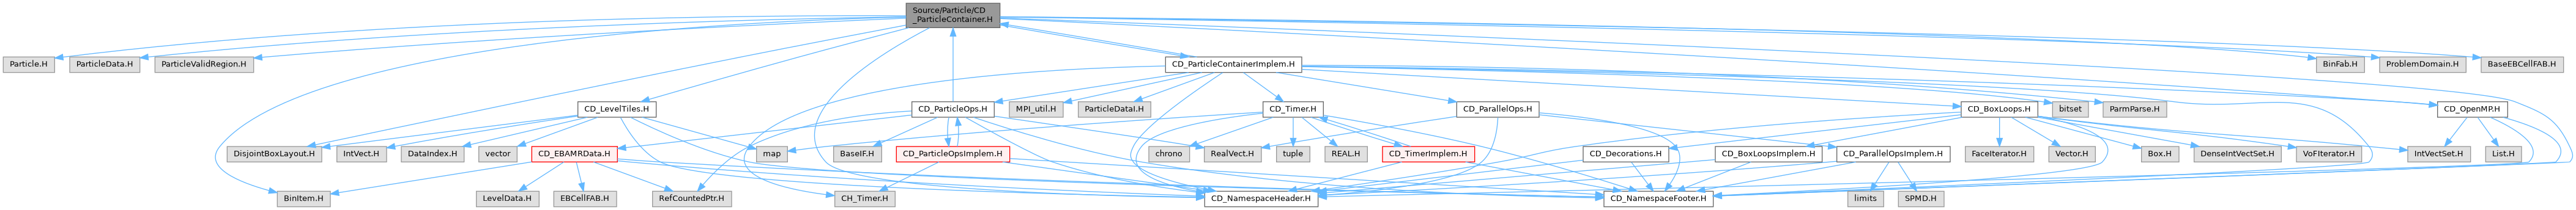 Source/Particle/CD
_ParticleContainer.H
Particle.H
ParticleData.H
ParticleValidRegion.H
CD_ParticleContainerImplem.H
BinFab.H
ProblemDomain.H
BaseEBCellFAB.H
CD_LevelTiles.H
CD_ParticleOps.H
MPI_util.H
ParticleDataI.H
CD_Timer.H
CD_ParallelOps.H
CD_BoxLoops.H
bitset
ParmParse.H
CD_OpenMP.H
DisjointBoxLayout.H
IntVect.H
DataIndex.H
vector
CD_EBAMRData.H
map
BaseIF.H
CD_ParticleOpsImplem.H
chrono
RealVect.H
tuple
REAL.H
CD_TimerImplem.H
CD_Decorations.H
CD_BoxLoopsImplem.H
CD_ParallelOpsImplem.H
FaceIterator.H
Vector.H
Box.H
DenseIntVectSet.H
VoFIterator.H
IntVectSet.H
List.H
BinItem.H
LevelData.H
EBCellFAB.H
RefCountedPtr.H
CH_Timer.H
CD_NamespaceHeader.H
CD_NamespaceFooter.H
limits
SPMD.H